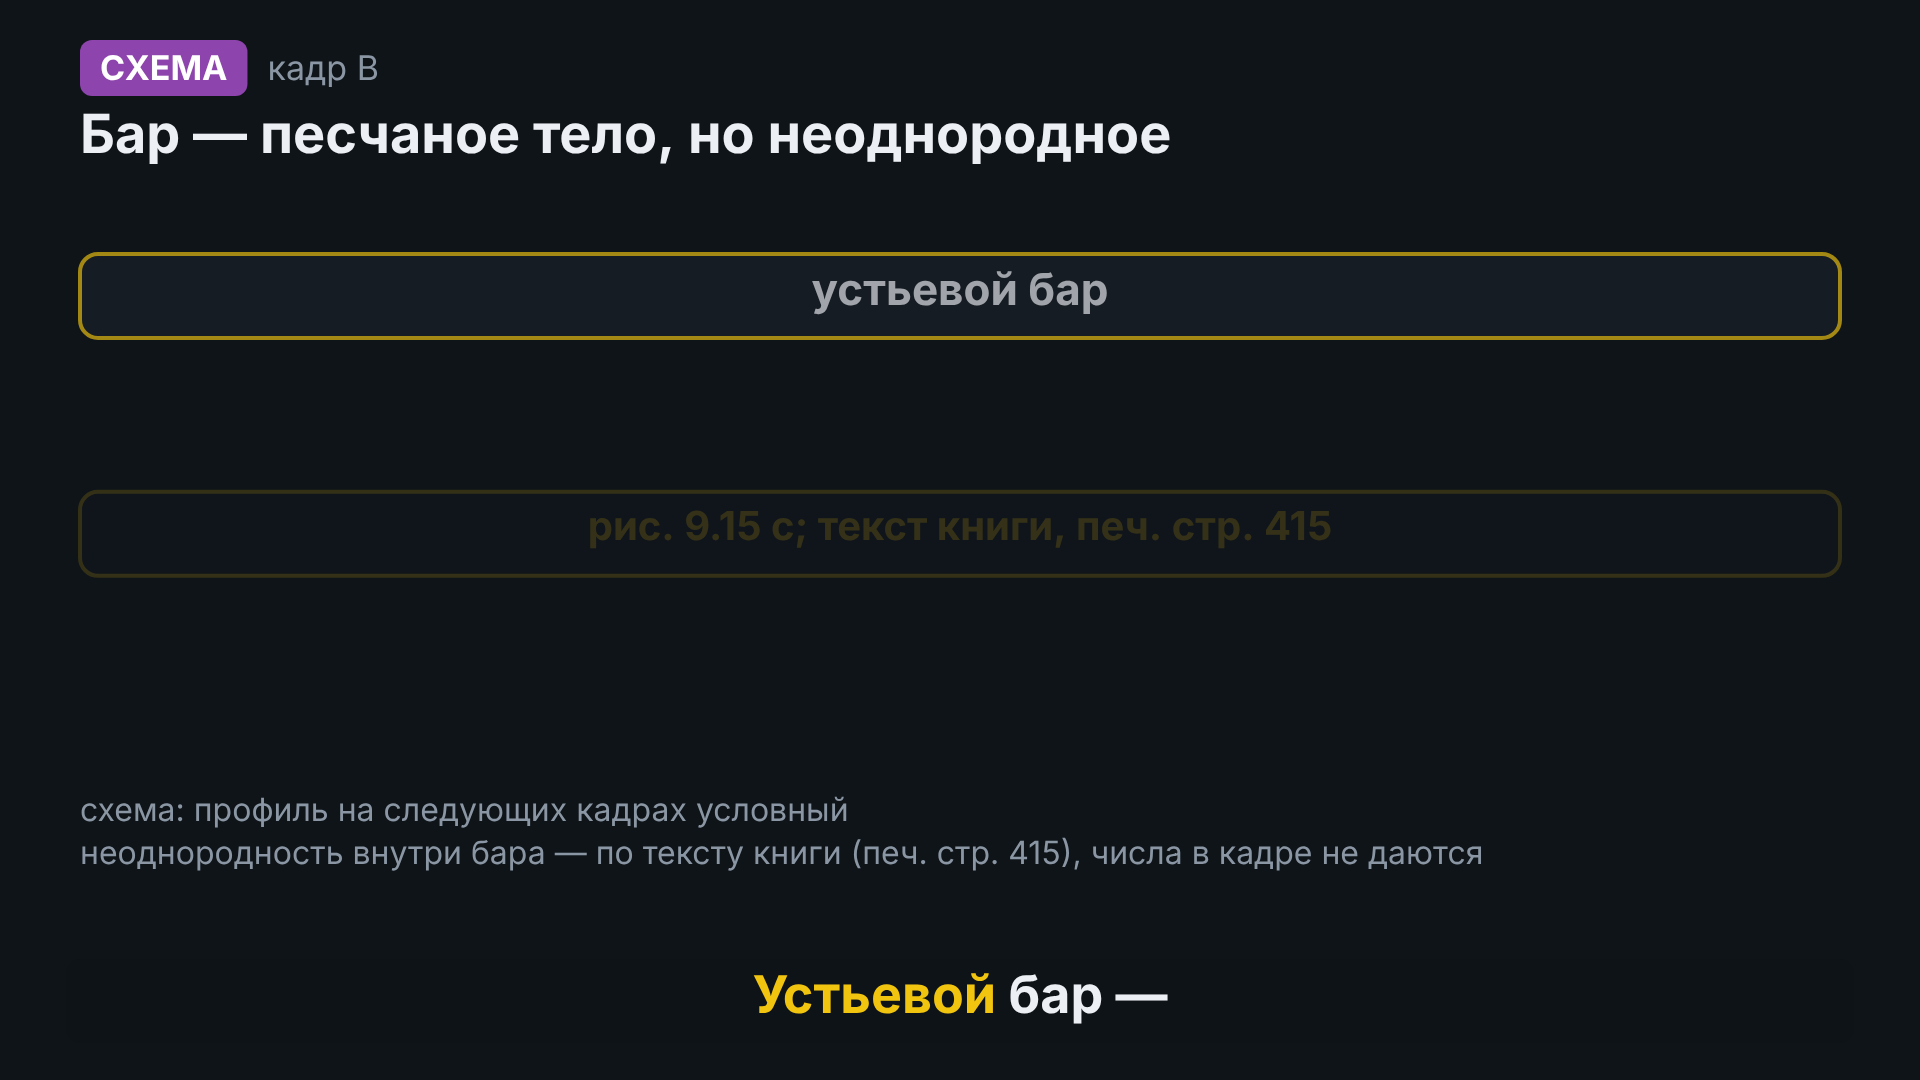 СХЕМА кадр B
Бар — песчаное тело, но неоднородное
устьевой бар
рис. 9.15 c; текст книги, печ. стр. 415
схема: профиль на следующих кадрах условный
неоднородность внутри бара — по тексту книги (печ. стр. 415), числа в кадре не даются
Устьевой бар —